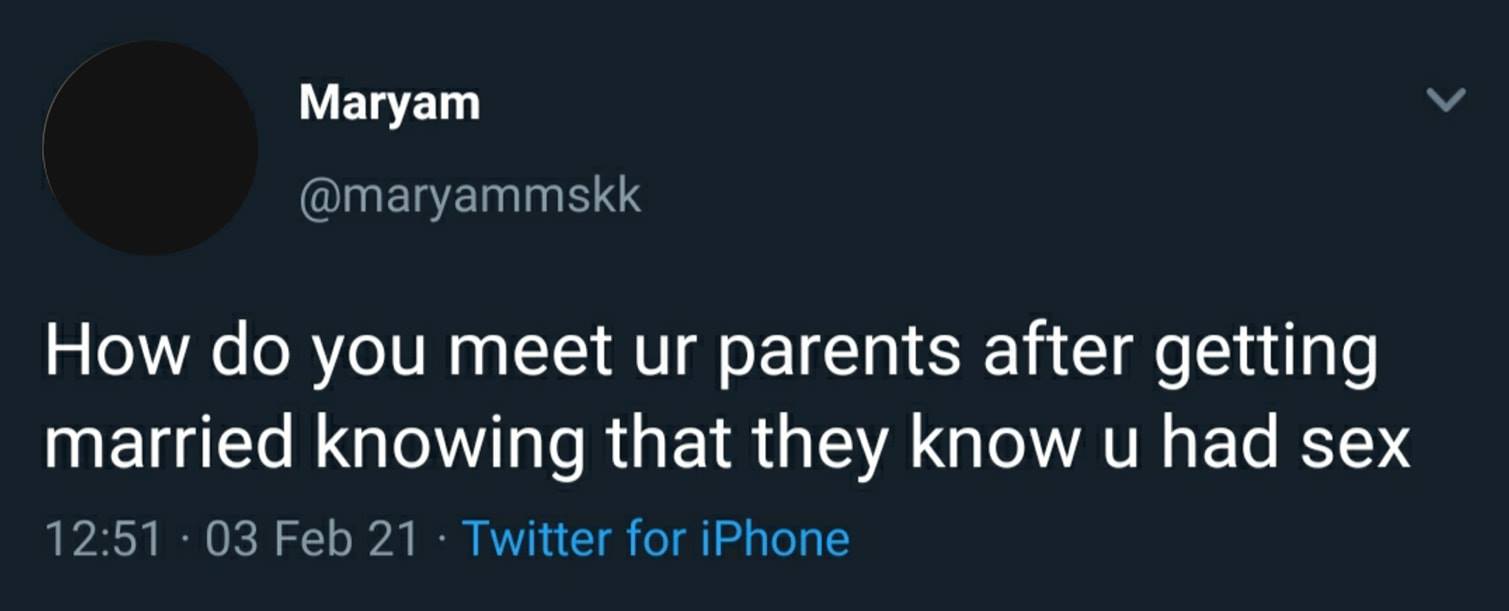 Maryam
@maryammskk
How do you meet ur parents after getting
married knowing that they know u had sex
12:51 · 03 Feb 21 · Twitter for iPhone